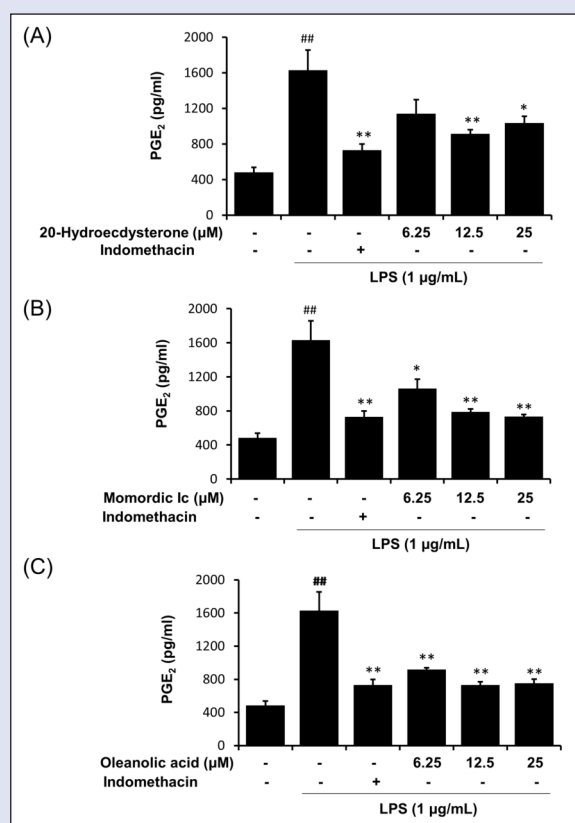 (A)
PGE₂ (pg/ml)
2000
1600
1200
800
400
0
##
**
**
*
20-Hydroecdysterone (µM) - - - 6.25 12.5 25
Indomethacin - - + - - -
LPS (1 µg/mL)
(B)
PGE₂ (pg/ml)
2000
1600
1200
800
400
0
##
**
*
**
**
Momordic Ic (µM) - - - 6.25 12.5 25
Indomethacin - - + - - -
LPS (1 µg/mL)
(C)
PGE₂ (pg/ml)
2000
1600
1200
800
400
0
##
**
**
**
**
Oleanolic acid (µM) - - - 6.25 12.5 25
Indomethacin - - + - - -
LPS (1 µg/mL)